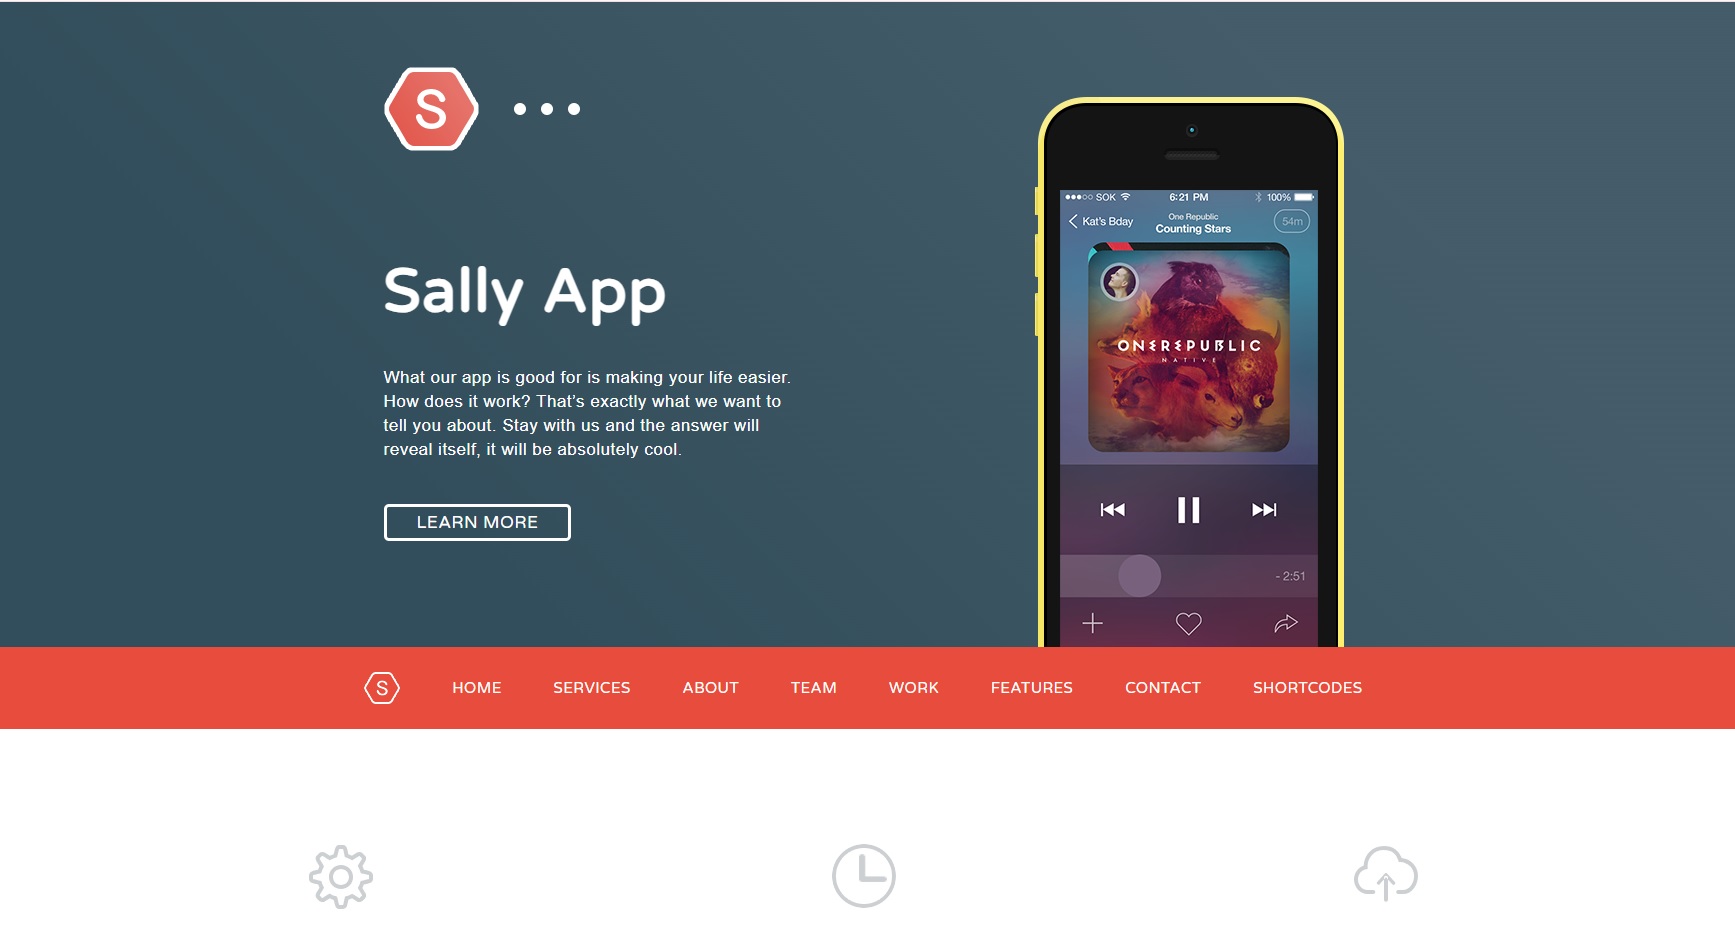 S
Sally App
What our app is good for is making your life easier.
How does it work? That’s exactly what we want to
tell you about. Stay with us and the answer will
reveal itself, it will be absolutely cool.
LEARN MORE
SOK 6:21 PM 100%
Kat's Bday
One Republic
Counting Stars
54m
ONEREPUBLIC
NATIVE
- 2:51
S HOME SERVICES ABOUT TEAM WORK FEATURES CONTACT SHORTCODES